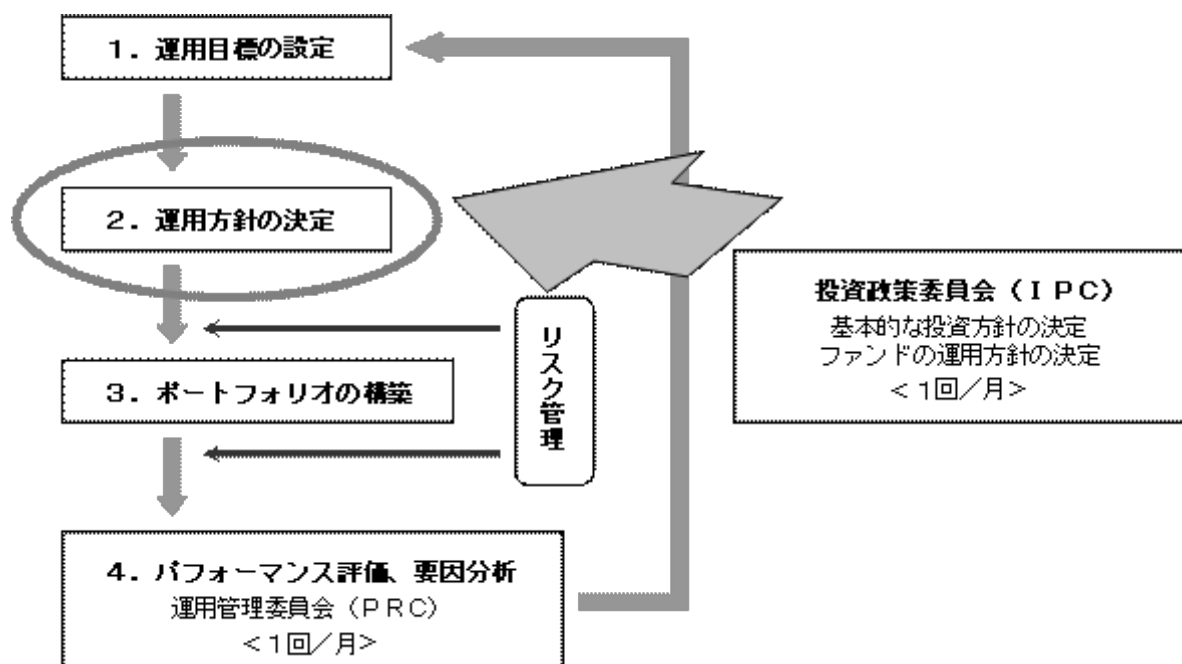 1．運用目標の設定
2．運用方針の決定
投資政策委員会（ＩＰＣ）
基本的な投資方針の決定
ファンドの運用方針の決定
＜1回／月＞
リスク管理
3．ポートフォリオの構築
4．パフォーマンス評価、要因分析
運用管理委員会（ＰＲＣ）
＜1回／月＞